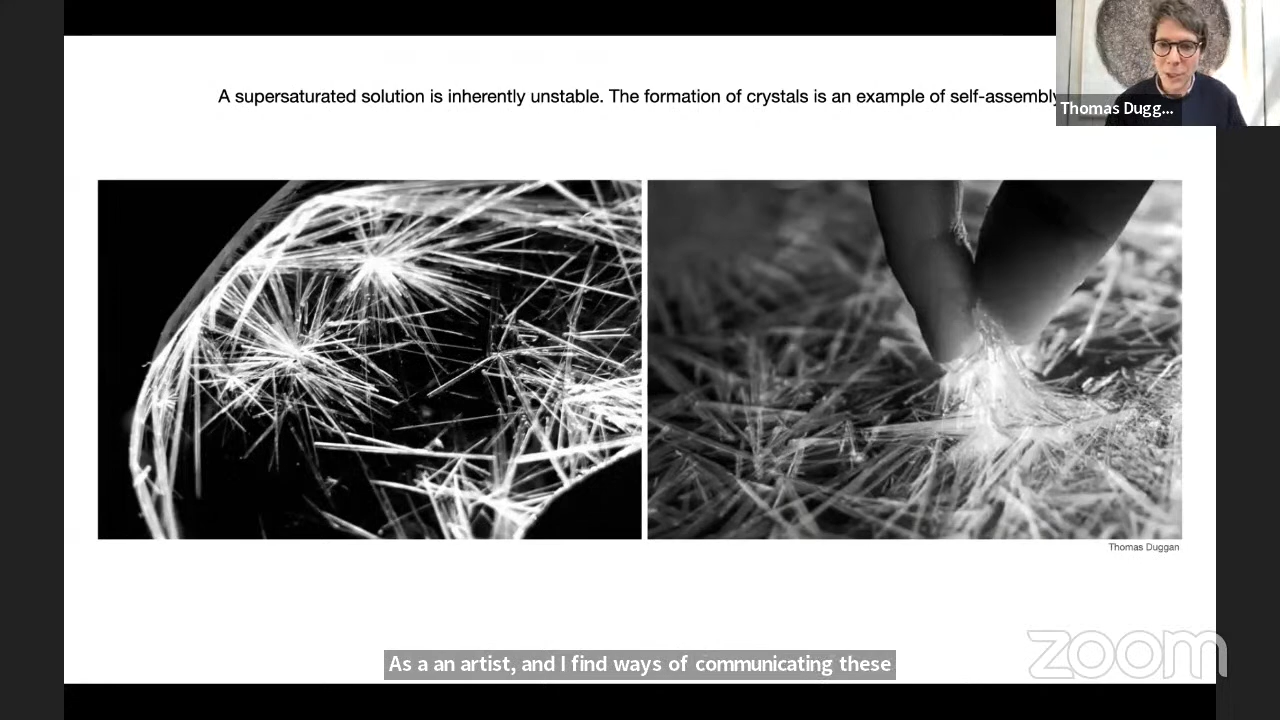 A supersaturated solution is inherently unstable. The formation of crystals is an example of self-assembly
Thomas Dugg...
Thomas Duggan
As a an artist, and I find ways of communicating these
zoom